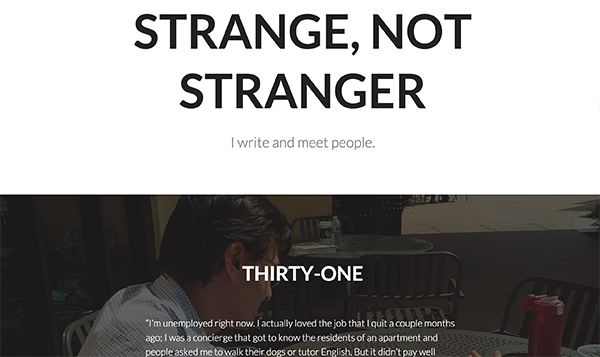 STRANGE, NOT
STRANGER
I write and meet people.
THIRTY-ONE
“I'm unemployed right now. I actually loved the job that I quit a couple months
ago; I was a concierge that got to know the residents of an apartment and
people asked me to walk their dogs or tutor English. But it didn't pay well